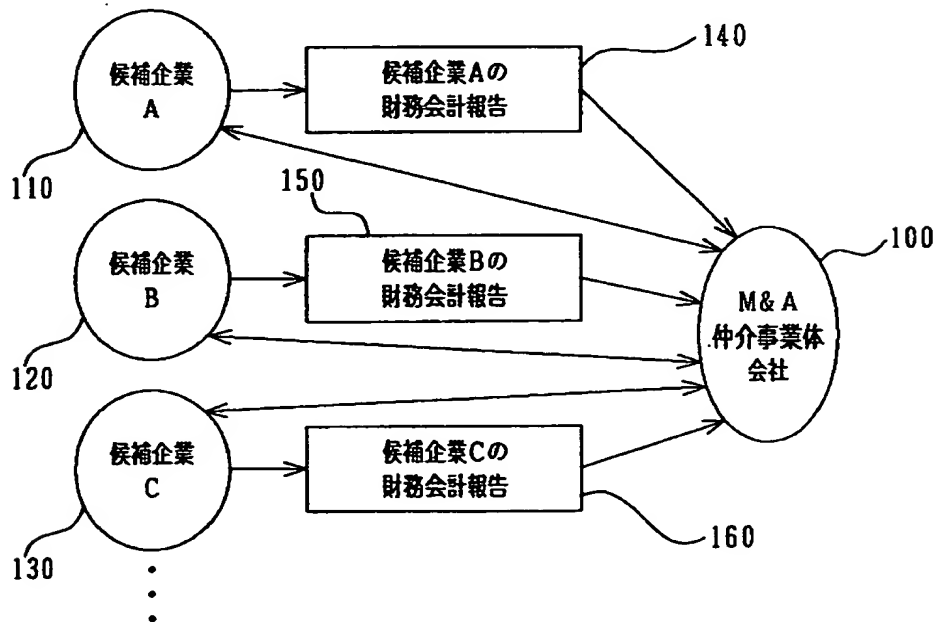 候補企業
A
110
候補企業Aの
財務会計報告
140
候補企業
B
120
150
候補企業Bの
財務会計報告
M&A
仲介事業体
会社
100
候補企業
C
130
候補企業Cの
財務会計報告
160